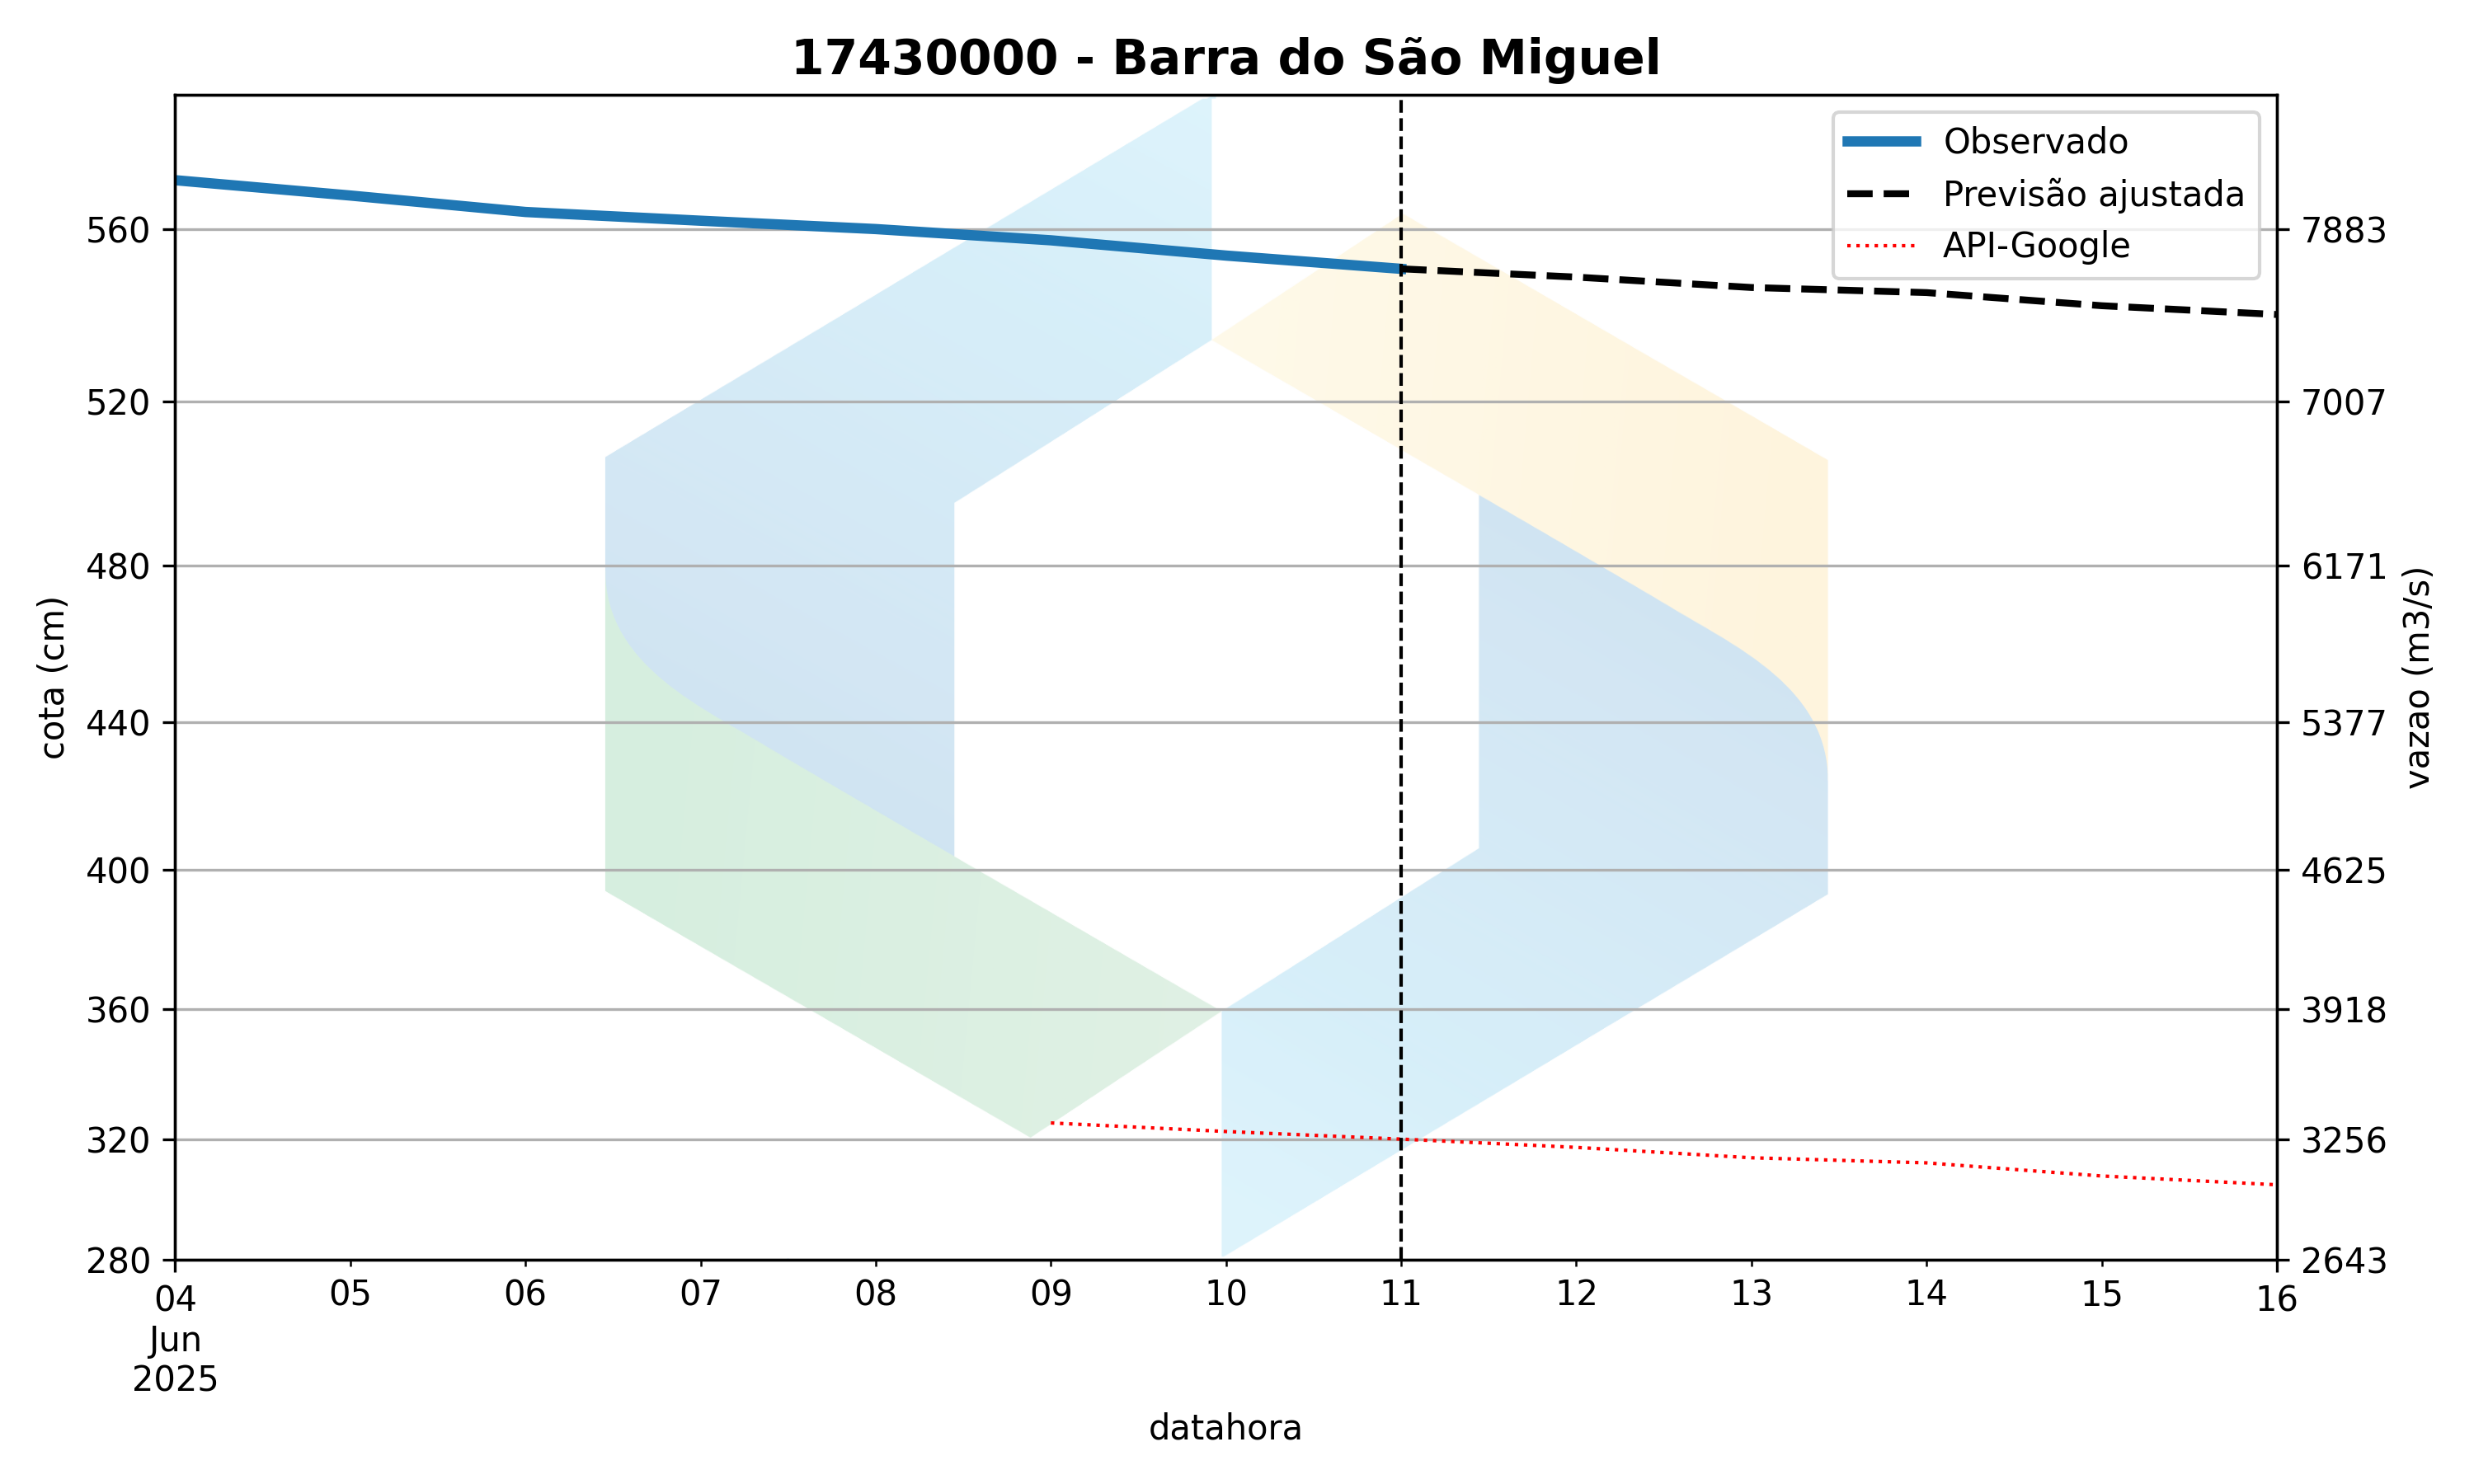 17430000 - Barra do São Miguel
Observado
Previsão ajustada
API-Google
cota (cm)
560
520
480
440
400
360
320
280
7883
7007
6171
5377
4625
3918
3256
2643
vazao (m3/s)
04 05 06 07 08 09 10 11 12 13 14 15 16
Jun
2025
datahora